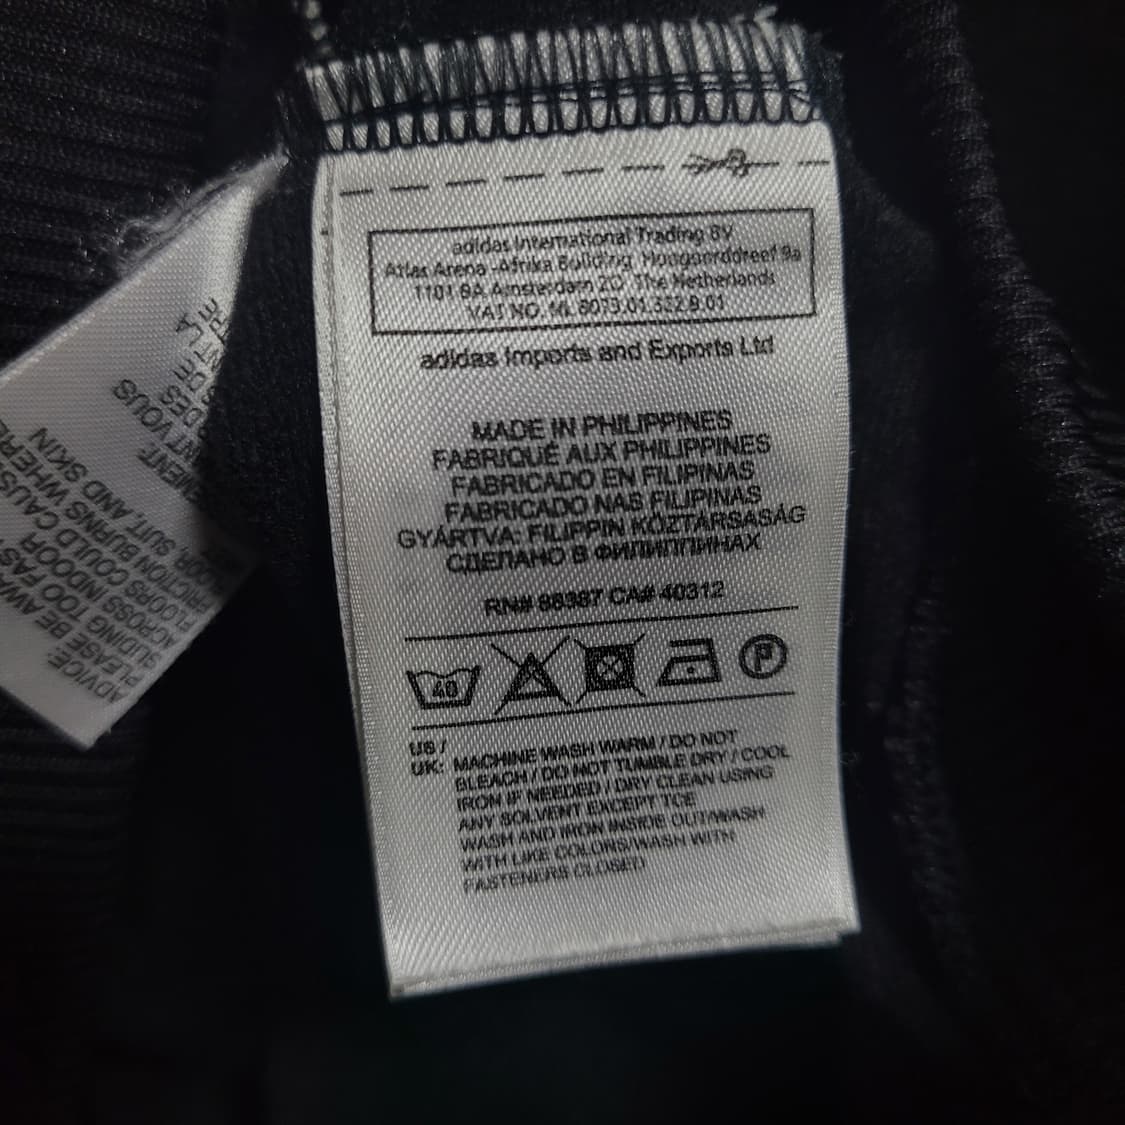 adidas International Trading BV
Atlas Arena -Afrika Building, Hoogoorddreef 9a
1101 BA Amsterdam ZO The Netherlands
VAT NO. NL 8073.01.322.B.01
adidas Imports and Exports Ltd
MADE IN PHILIPPINES
FABRIQUÉ AUX PHILIPPINES
FABRICADO EN FILIPINAS
FABRICADO NAS FILIPINAS
GYÁRTVA: FILIPPIN KÖZTÁRSASÁG
СДЕЛАНО В ФИЛИППИНАХ
RN# 88387 CA# 40312
40
P
US /
UK: MACHINE WASH WARM / DO NOT
BLEACH / DO NOT TUMBLE DRY / COOL
IRON IF NEEDED / DRY CLEAN USING
ANY SOLVENT EXCEPT TCE
WASH AND IRON INSIDE OUT/WASH
WITH LIKE COLORS/WASH WITH
FASTENERS CLOSED
ADVICE
PLEASE BE
SLIDING TOO FAS
ACROSS INDOOR
FLOORS COULD CAUS
FRICTION BURNS WHERE
SUIT AND SKIN
VOUS
DES